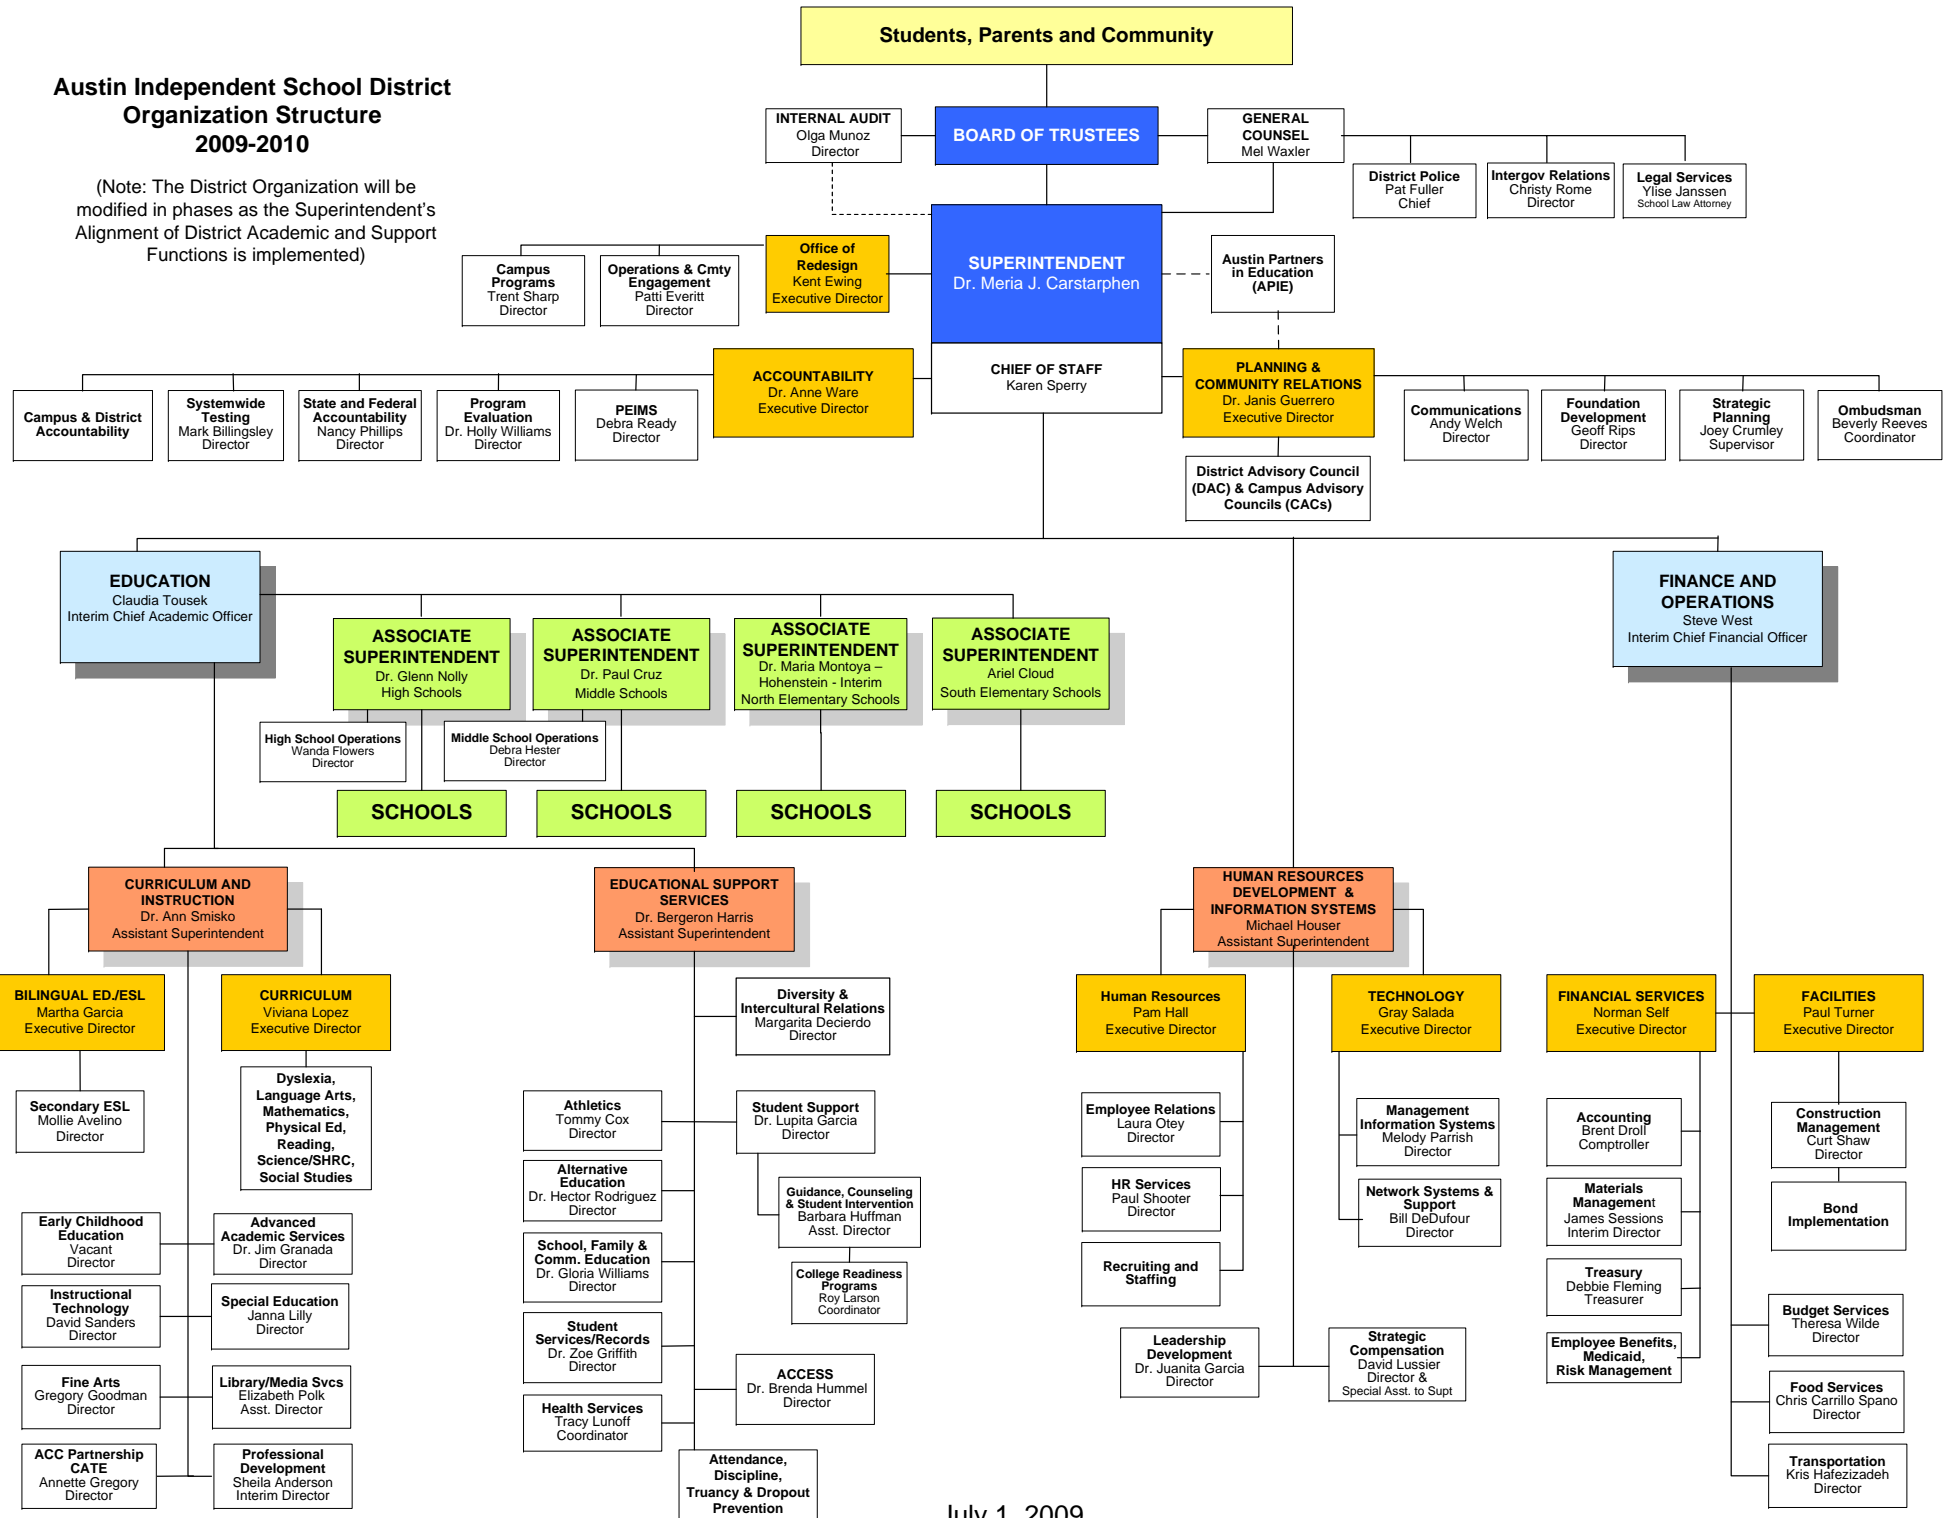 Students, Parents and Community
Austin Independent School District
Organization Structure
2009-2010
(Note: The District Organization will be
modified in phases as the Superintendent's
Alignment of District Academic and Support
Functions is implemented)
INTERNAL AUDIT
Olga Munoz
Director
BOARD OF TRUSTEES
GENERAL
COUNSEL
Mel Waxler
District Police
Pat Fuller
Chief
Intergov Relations
Christy Rome
Director
Legal Services
Ylise Janssen
School Law Attorney
Campus
Programs
Trent Sharp
Director
Operations & Cmty
Engagement
Patti Everitt
Director
Office of
Redesign
Kent Ewing
Executive Director
SUPERINTENDENT
Dr. Meria J. Carstarphen
Austin Partners
in Education
(APIE)
CHIEF OF STAFF
Karen Sperry
ACCOUNTABILITY
Dr. Anne Ware
Executive Director
PLANNING &
COMMUNITY RELATIONS
Dr. Janis Guerrero
Executive Director
Campus & District
Accountability
Systemwide
Testing
Mark Billingsley
Director
State and Federal
Accountability
Nancy Phillips
Director
Program
Evaluation
Dr. Holly Williams
Director
PEIMS
Debra Ready
Director
Communications
Andy Welch
Director
Foundation
Development
Geoff Rips
Director
Strategic
Planning
Joey Crumley
Supervisor
Ombudsman
Beverly Reeves
Coordinator
District Advisory Council
(DAC) & Campus Advisory
Councils (CACs)
EDUCATION
Claudia Tousek
Interim Chief Academic Officer
FINANCE AND
OPERATIONS
Steve West
Interim Chief Financial Officer
ASSOCIATE
SUPERINTENDENT
Dr. Glenn Nolly
High Schools
ASSOCIATE
SUPERINTENDENT
Dr. Paul Cruz
Middle Schools
ASSOCIATE
SUPERINTENDENT
Dr. Maria Montoya –
Hohenstein - Interim
North Elementary Schools
ASSOCIATE
SUPERINTENDENT
Ariel Cloud
South Elementary Schools
High School Operations
Wanda Flowers
Director
Middle School Operations
Debra Hester
Director
SCHOOLS
SCHOOLS
SCHOOLS
SCHOOLS
CURRICULUM AND
INSTRUCTION
Dr. Ann Smisko
Assistant Superintendent
EDUCATIONAL SUPPORT
SERVICES
Dr. Bergeron Harris
Assistant Superintendent
HUMAN RESOURCES
DEVELOPMENT &
INFORMATION SYSTEMS
Michael Houser
Assistant Superintendent
BILINGUAL ED./ESL
Martha Garcia
Executive Director
CURRICULUM
Viviana Lopez
Executive Director
Diversity &
Intercultural Relations
Margarita Decierdo
Director
Human Resources
Pam Hall
Executive Director
TECHNOLOGY
Gray Salada
Executive Director
FINANCIAL SERVICES
Norman Self
Executive Director
FACILITIES
Paul Turner
Executive Director
Secondary ESL
Mollie Avelino
Director
Dyslexia,
Language Arts,
Mathematics,
Physical Ed,
Reading,
Science/SHRC,
Social Studies
Athletics
Tommy Cox
Director
Student Support
Dr. Lupita Garcia
Director
Employee Relations
Laura Otey
Director
Management
Information Systems
Melody Parrish
Director
Accounting
Brent Droll
Comptroller
Construction
Management
Curt Shaw
Director
Alternative
Education
Dr. Hector Rodriguez
Director
Guidance, Counseling
& Student Intervention
Barbara Huffman
Asst. Director
HR Services
Paul Shooter
Director
Network Systems &
Support
Bill DeDufour
Director
Materials
Management
James Sessions
Interim Director
Bond
Implementation
Early Childhood
Education
Vacant
Director
Advanced
Academic Services
Dr. Jim Granada
Director
School, Family &
Comm. Education
Dr. Gloria Williams
Director
College Readiness
Programs
Roy Larson
Coordinator
Recruiting and
Staffing
Treasury
Debbie Fleming
Treasurer
Instructional
Technology
David Sanders
Director
Special Education
Janna Lilly
Director
Student
Services/Records
Dr. Zoe Griffith
Director
Leadership
Development
Dr. Juanita Garcia
Director
Strategic
Compensation
David Lussier
Director &
Special Asst. to Supt
Employee Benefits,
Medicaid,
Risk Management
Budget Services
Theresa Wilde
Director
Fine Arts
Gregory Goodman
Director
Library/Media Svcs
Elizabeth Polk
Asst. Director
ACCESS
Dr. Brenda Hummel
Director
Food Services
Chris Carrillo Spano
Director
Health Services
Tracy Lunoff
Coordinator
ACC Partnership
CATE
Annette Gregory
Director
Professional
Development
Sheila Anderson
Interim Director
Attendance,
Discipline,
Truancy & Dropout
Prevention
Transportation
Kris Hafezizadeh
Director
July 1, 2009